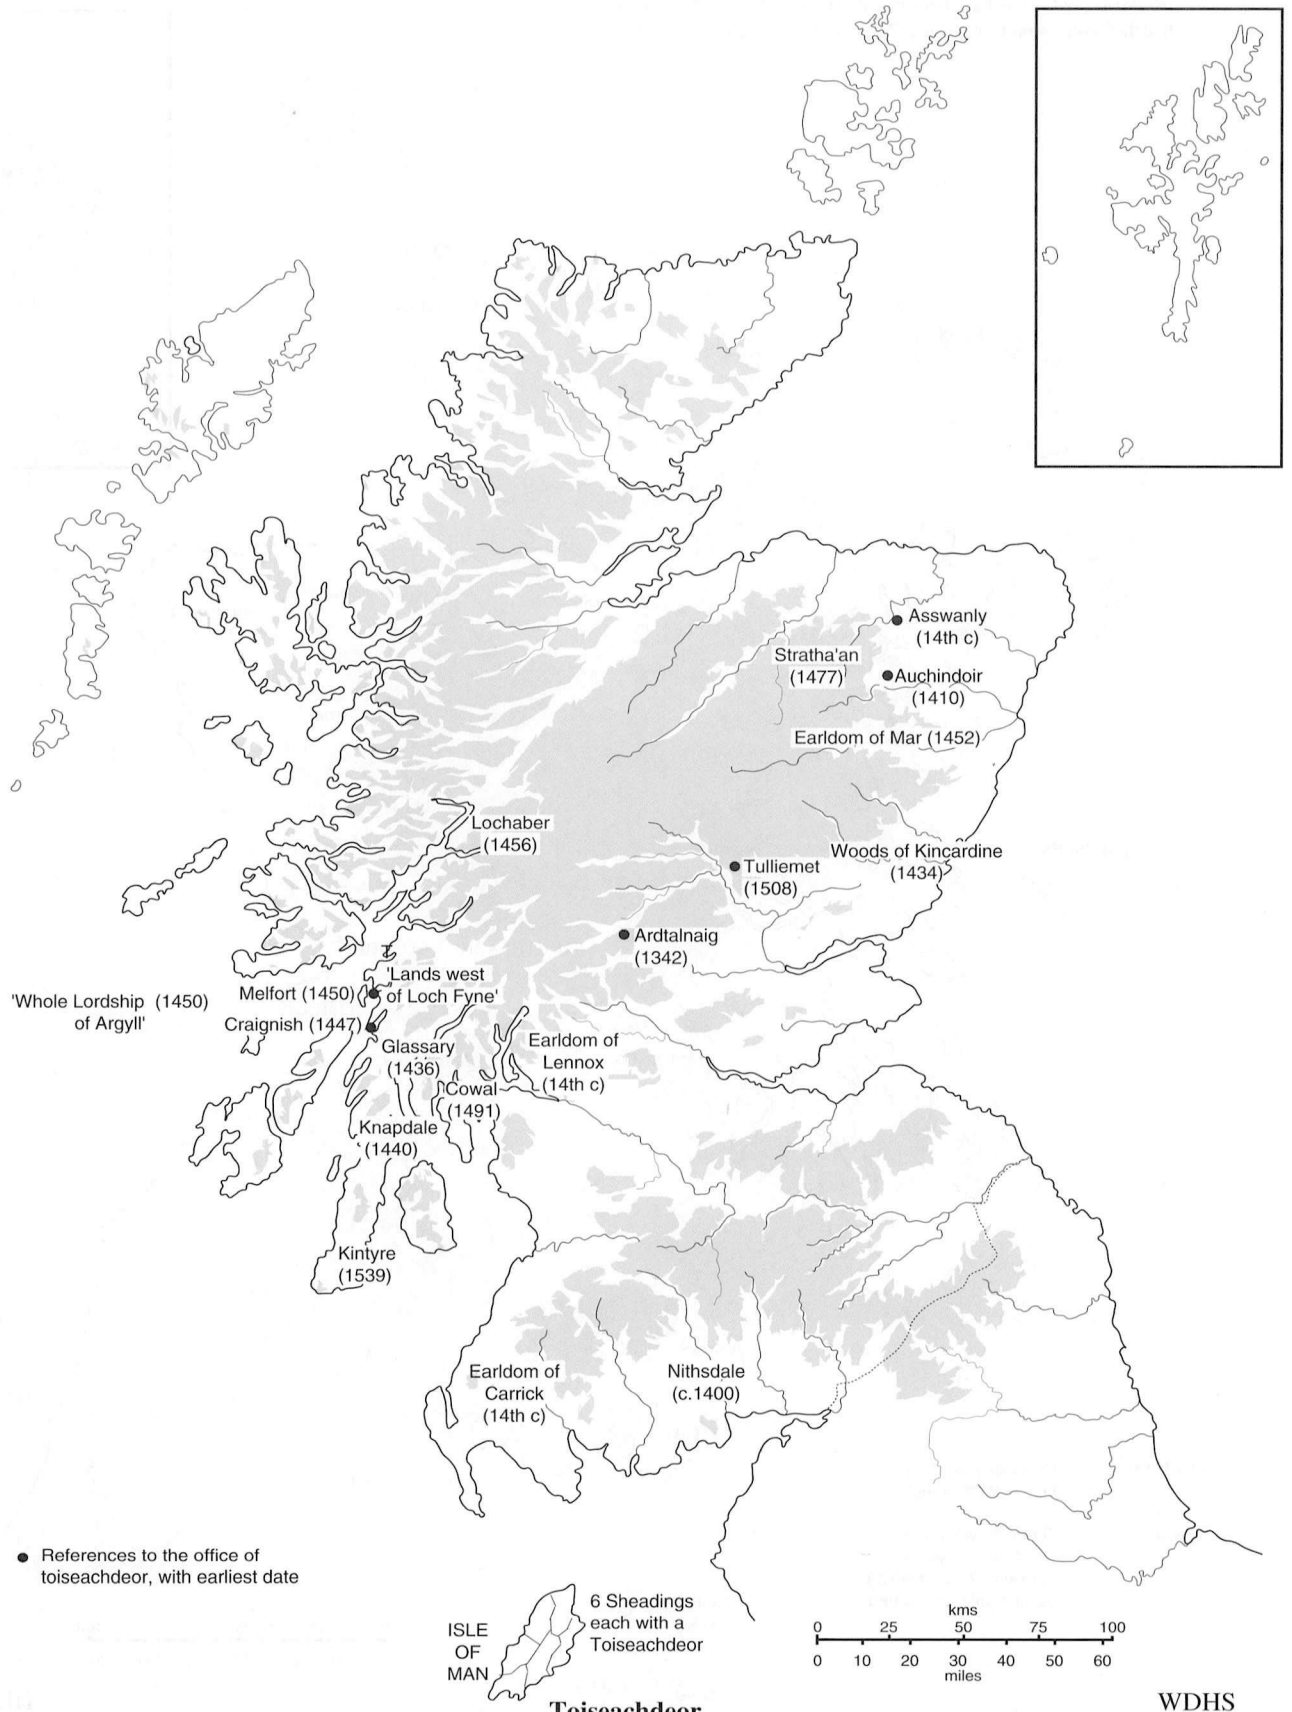 Asswanly
(14th c)
Stratha'an
(1477)
Auchindoir
(1410)
Earldom of Mar (1452)
Lochaber
(1456)
Woods of Kincardine
(1434)
Tulliemet
(1508)
Ardtalnaig
(1342)
'Lands west
of Loch Fyne'
Melfort (1450)
'Whole Lordship (1450)
of Argyll'
Craignish (1447)
Glassary
(1436)
Earldom of
Lennox
(14th c)
Cowal
(1491)
Knapdale
(1440)
Kintyre
(1539)
Earldom of
Carrick
(14th c)
Nithsdale
(c.1400)
References to the office of
toiseachdeor, with earliest date
ISLE
OF
MAN
6 Sheadings
each with a
Toiseachdeor
kms
0 25 50 75 100
0 10 20 30 40 50 60
miles
Toiseachdeor
WDHS